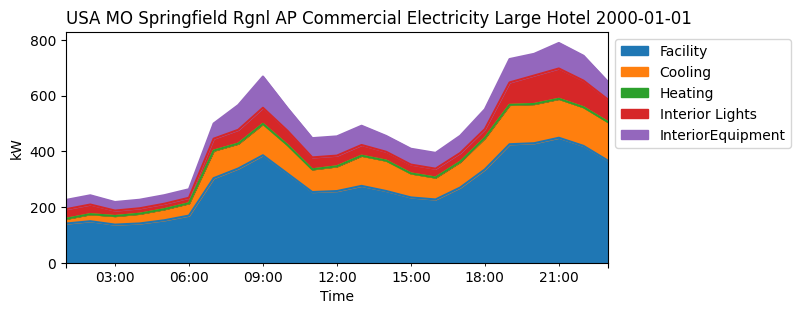 USA MO Springfield Rgnl AP Commercial Electricity Large Hotel 2000-01-01
800
600
400
200
0
kW
03:00 06:00 09:00 12:00 15:00 18:00 21:00
Time
Facility
Cooling
Heating
Interior Lights
InteriorEquipment